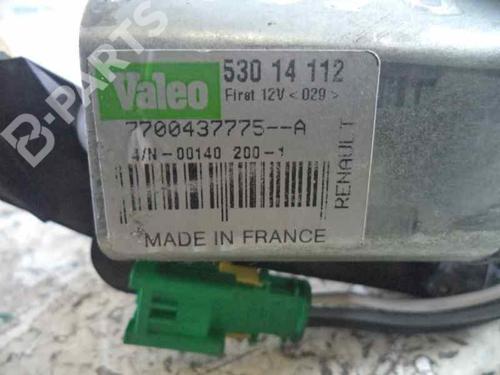 B-PARTS
Valeo
530 14 112
First 12V <029>
7700437775--A
4/N-00140 200-1
RENAULT
MADE IN FRANCE